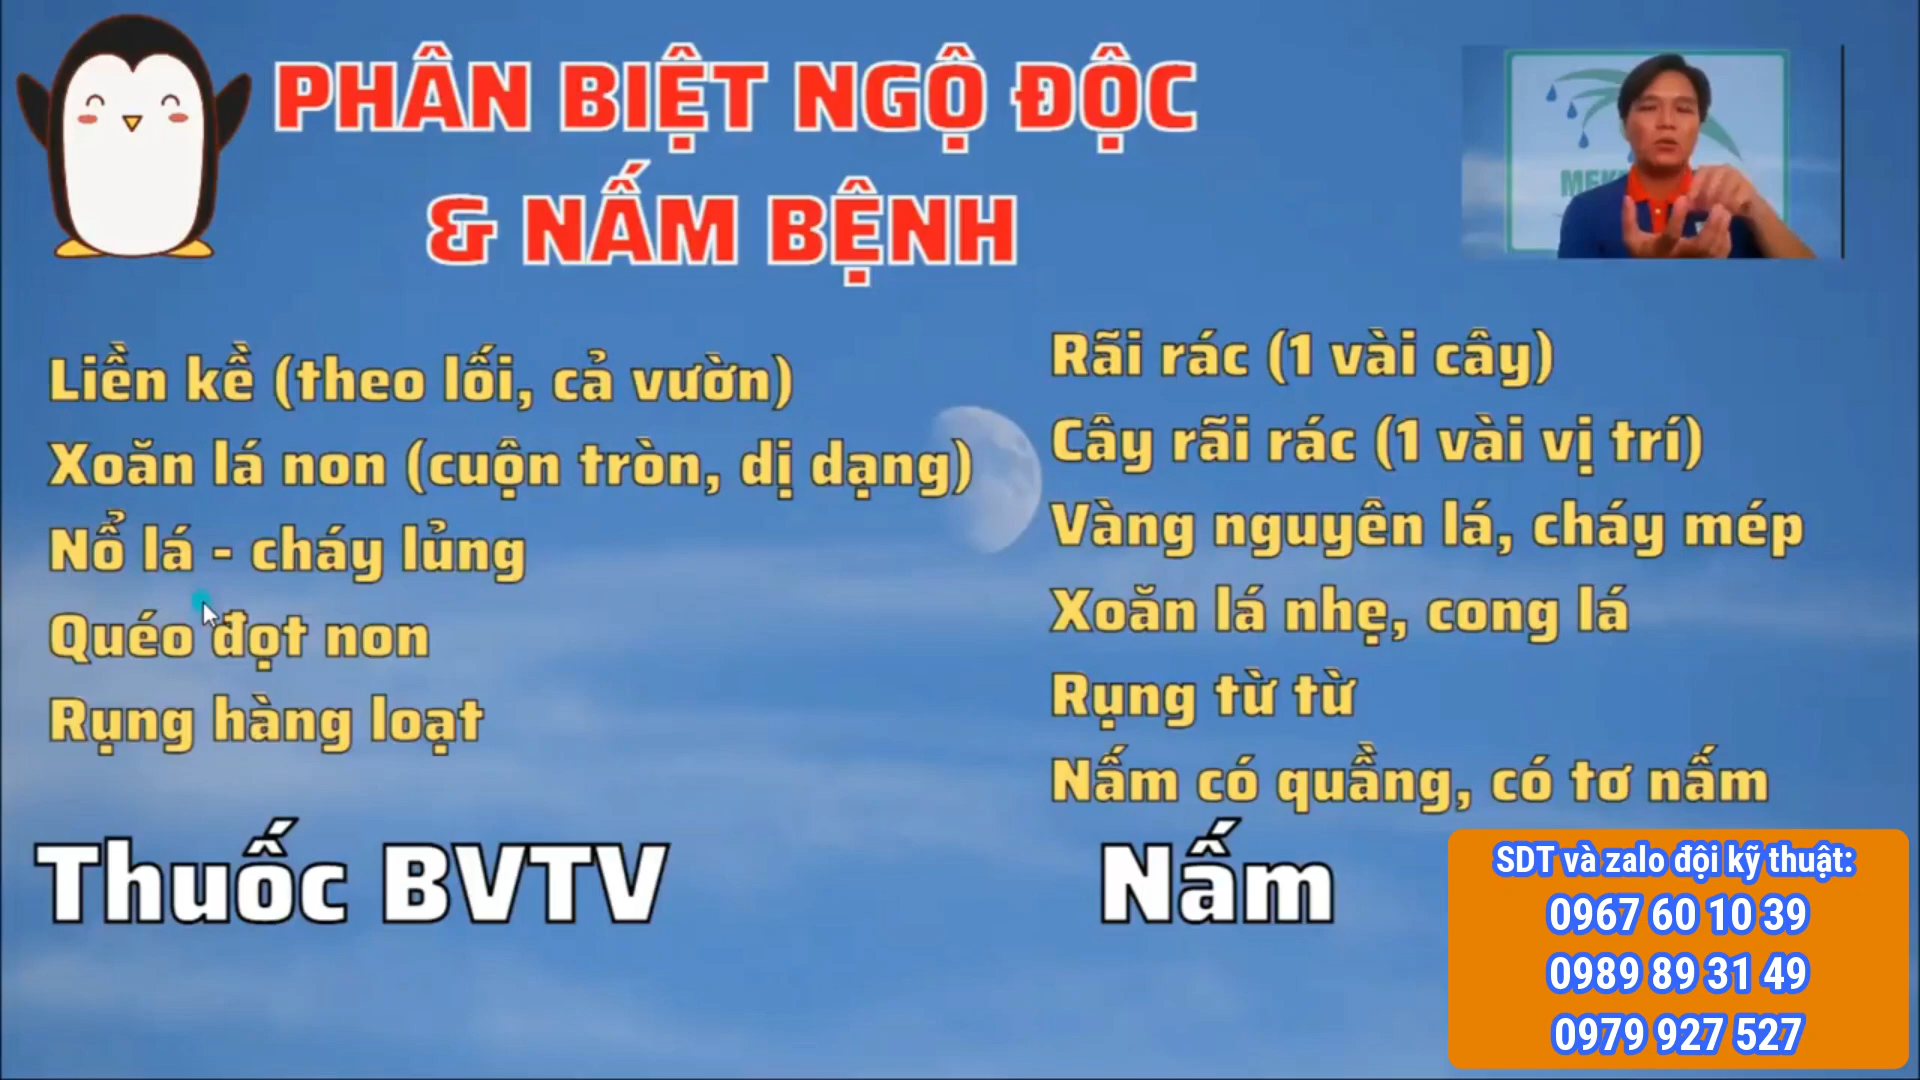 PHÂN BIỆT NGỘ ĐỘC
& NẤM BỆNH
Liền kề (theo lối, cả vườn)
Xoăn lá non (cuộn tròn, dị dạng)
Nổ lá - cháy lủng
Quéo đọt non
Rụng hàng loạt
Thuốc BVTV
Rãi rác (1 vài cây)
Cây rãi rác (1 vài vị trí)
Vàng nguyên lá, cháy mép
Xoăn lá nhẹ, cong lá
Rụng từ từ
Nấm có quầng, có tơ nấm
Nấm
SDT và zalo đội kỹ thuật:
0967 60 10 39
0989 89 31 49
0979 927 527